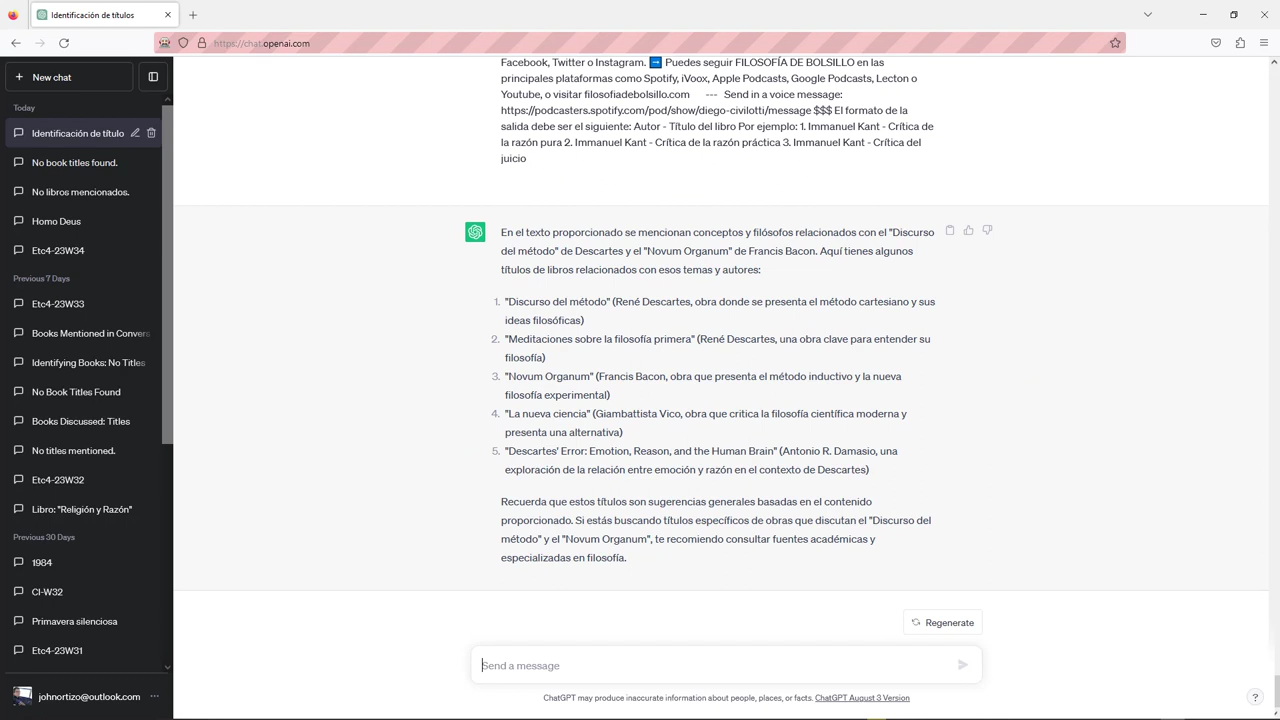 Identificación de títulos
https://chat.openai.com
New chat
Today
Identificación de título
No book titles found.
No libros mencionados.
Homo Deus
Etc4-23W34
Previous 7 Days
Etc4-23W33
Books Mentioned in Convers
Identifying Books: No Titles
No Book Titles Found
Books Discussed: Titles
No titles mentioned.
Etc4-23W32
Libro: "Religión y Razón"
Previous 30 Days
1984
CI-W32
Primavera silenciosa
Etc4-23W31
johnortizo@outlook.com
Facebook, Twitter o Instagram. ➡ Puedes seguir FILOSOFÍA DE BOLSILLO en las
principales plataformas como Spotify, iVoox, Apple Podcasts, Google Podcasts, Lecton o
Youtube, o visitar filosofiadebolsillo.com --- Send in a voice message:
https://podcasters.spotify.com/pod/show/diego-civilotti/message $$$ El formato de la
salida debe ser el siguiente: Autor - Título del libro Por ejemplo: 1. Immanuel Kant - Crítica de
la razón pura 2. Immanuel Kant - Crítica de la razón práctica 3. Immanuel Kant - Crítica del
juicio
En el texto proporcionado se mencionan conceptos y filósofos relacionados con el "Discurso
del método" de Descartes y el "Novum Organum" de Francis Bacon. Aquí tienes algunos
títulos de libros relacionados con esos temas y autores:
1. "Discurso del método" (René Descartes, obra donde se presenta el método cartesiano y sus
ideas filosóficas)
2. "Meditaciones sobre la filosofía primera" (René Descartes, una obra clave para entender su
filosofía)
3. "Novum Organum" (Francis Bacon, obra que presenta el método inductivo y la nueva
filosofía experimental)
4. "La nueva ciencia" (Giambattista Vico, obra que critica la filosofía científica moderna y
presenta una alternativa)
5. "Descartes' Error: Emotion, Reason, and the Human Brain" (Antonio R. Damasio, una
exploración de la relación entre emoción y razón en el contexto de Descartes)
Recuerda que estos títulos son sugerencias generales basadas en el contenido
proporcionado. Si estás buscando títulos específicos de obras que discutan el "Discurso del
método" y el "Novum Organum", te recomiendo consultar fuentes académicas y
especializadas en filosofía.
Regenerate
Send a message
ChatGPT may produce inaccurate information about people, places, or facts. ChatGPT August 3 Version
?